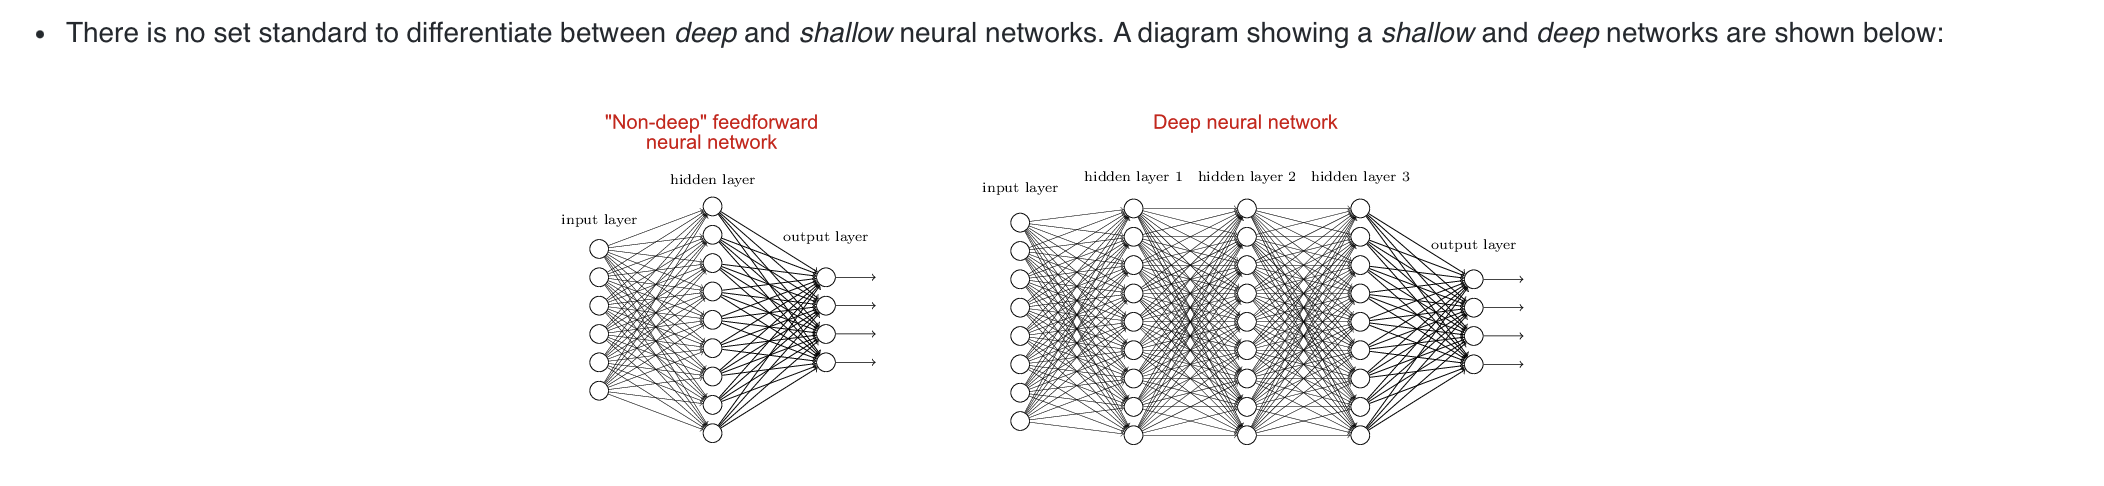 • There is no set standard to differentiate between deep and shallow neural networks. A diagram showing a shallow and deep networks are shown below:
"Non-deep" feedforward
neural network
hidden layer
input layer
output layer
Deep neural network
hidden layer 1 hidden layer 2 hidden layer 3
input layer
output layer